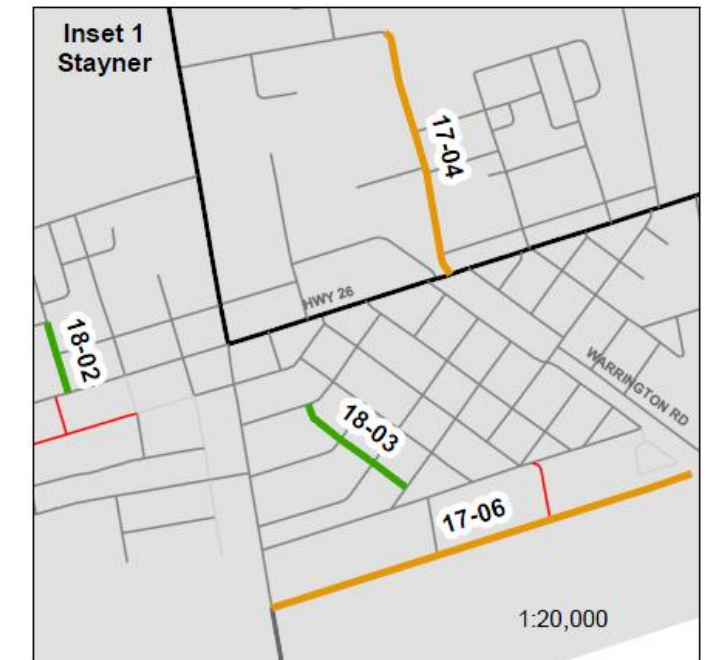 Inset 1
Stayner
17-04
HWY 26
18-02
WARRINGTON RD
18-03
17-06
1:20,000